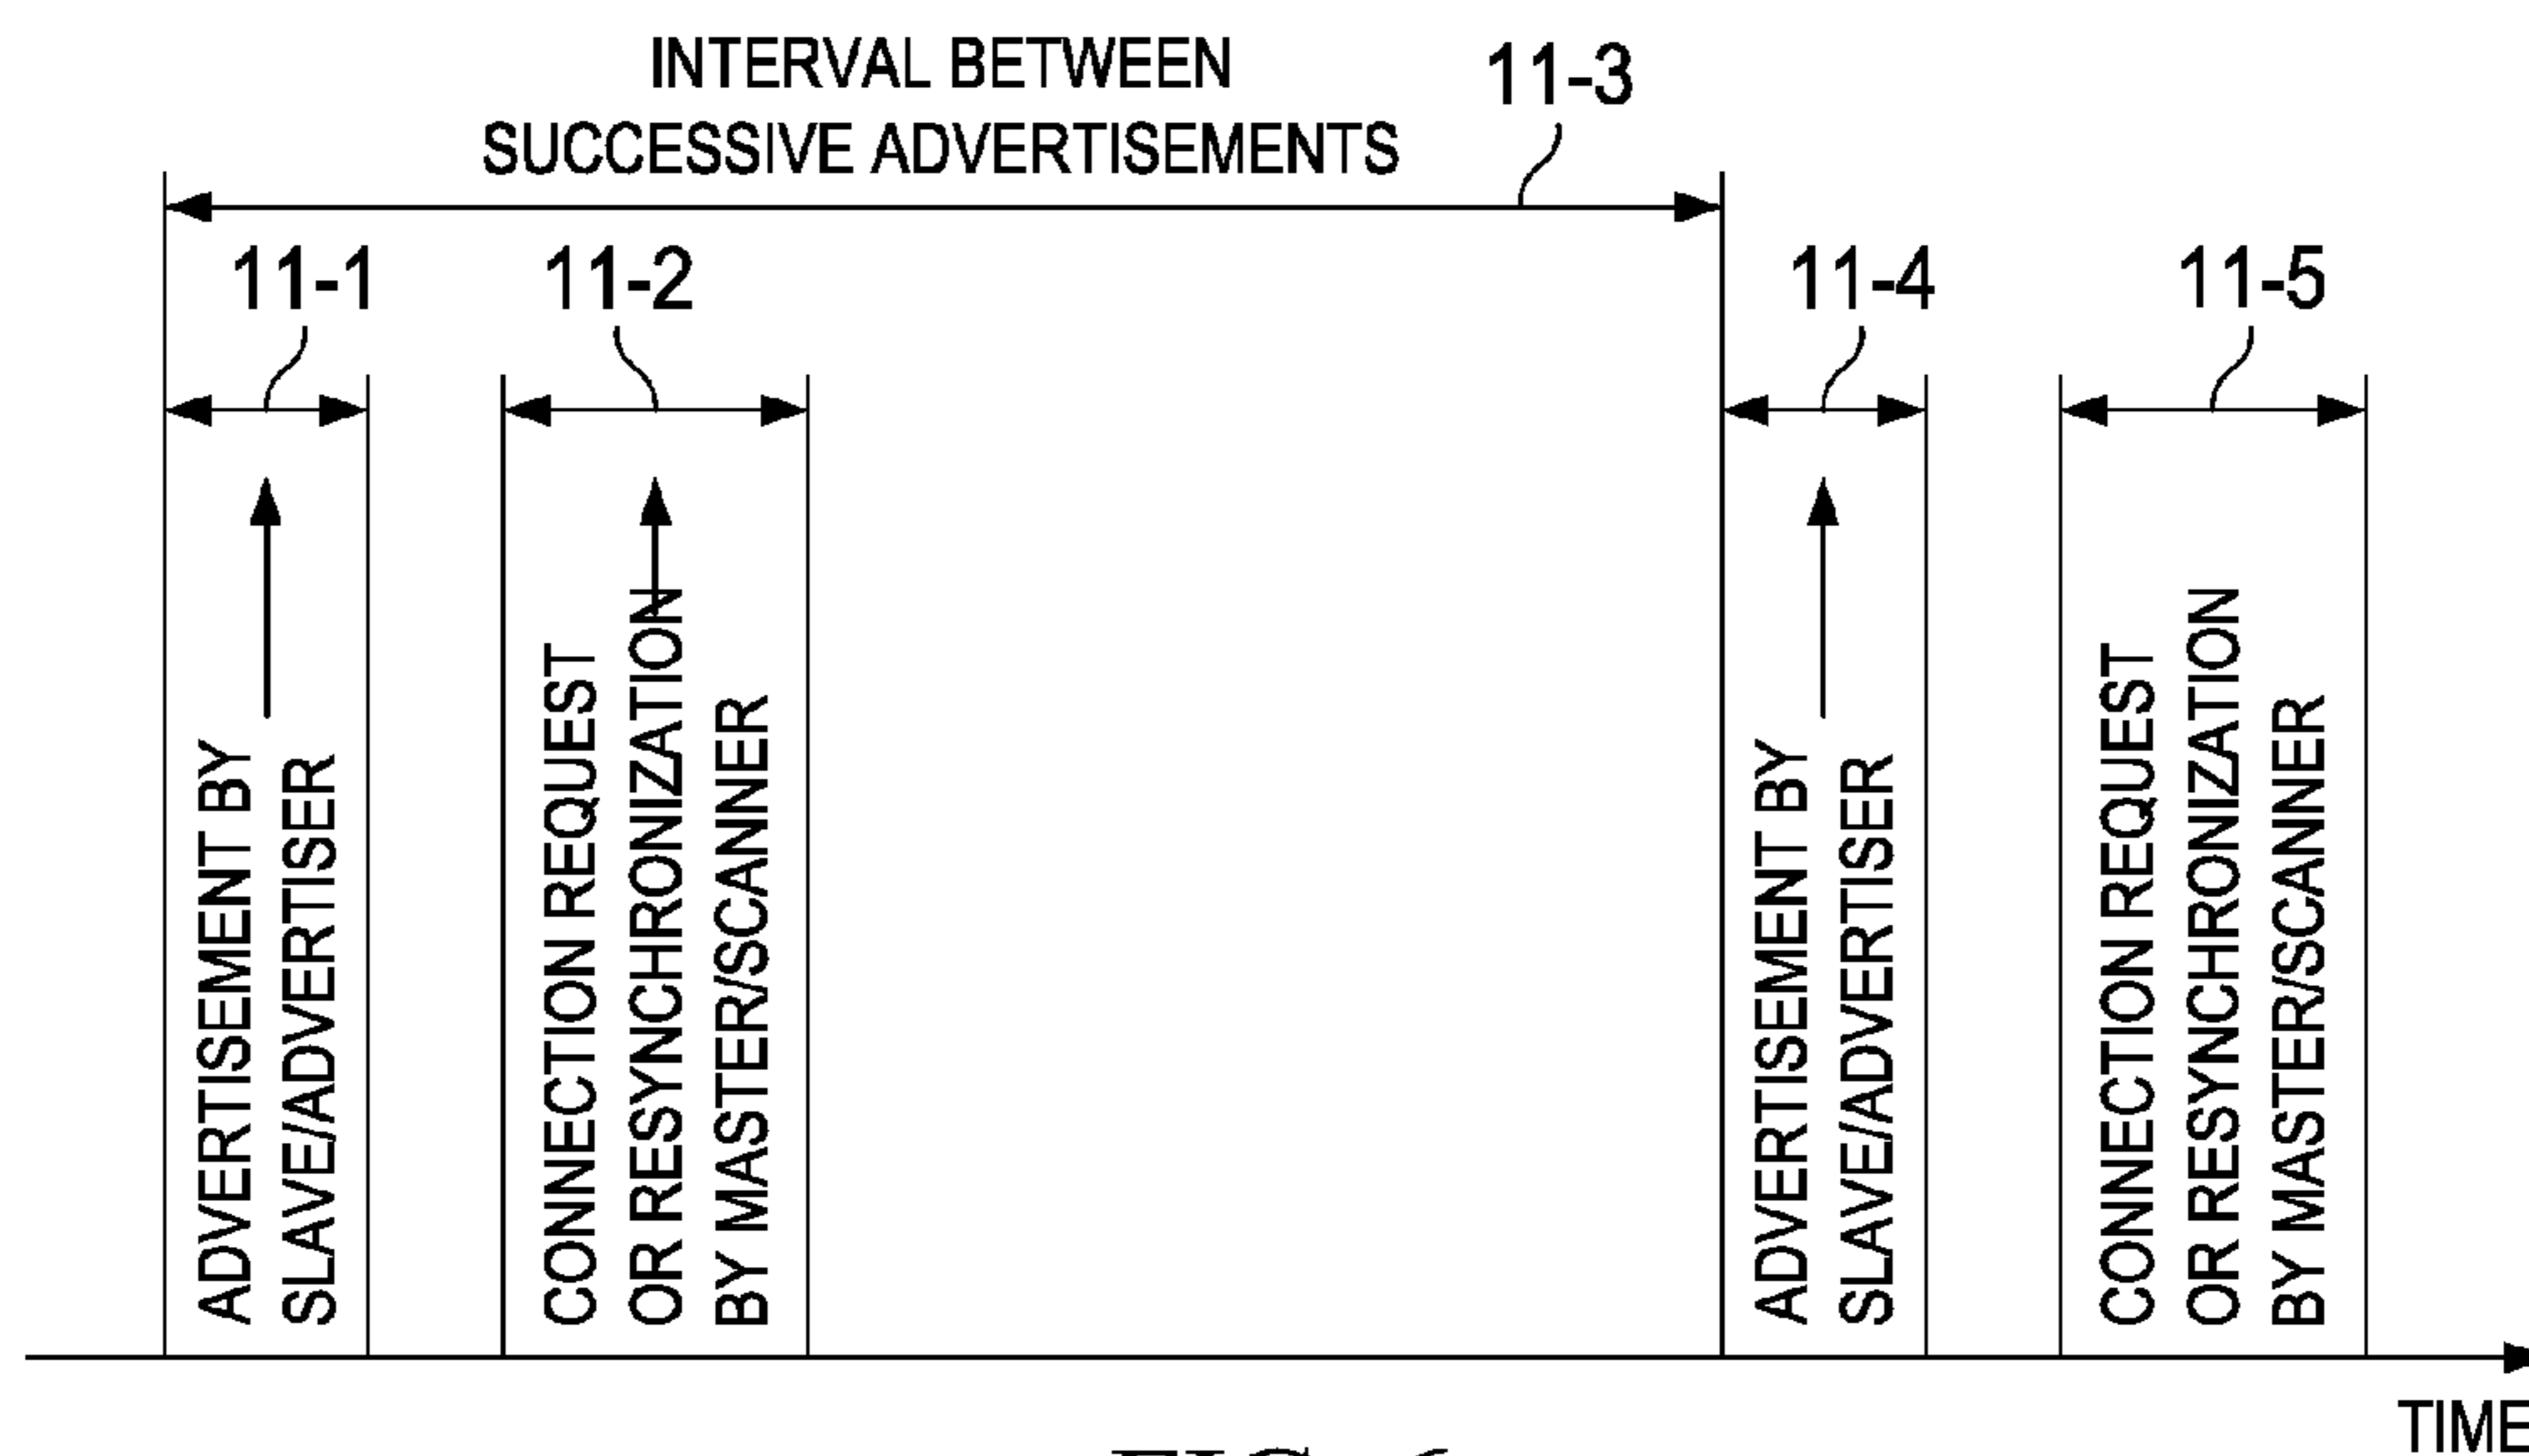 INTERVAL BETWEEN
SUCCESSIVE ADVERTISEMENTS
11-3
11-1
11-2
11-4
11-5
ADVERTISEMENT BY
SLAVE/ADVERTISER
CONNECTION REQUEST
OR RESYNCHRONIZATION
BY MASTER/SCANNER
ADVERTISEMENT BY
SLAVE/ADVERTISER
CONNECTION REQUEST
OR RESYNCHRONIZATION
BY MASTER/SCANNER
TIME